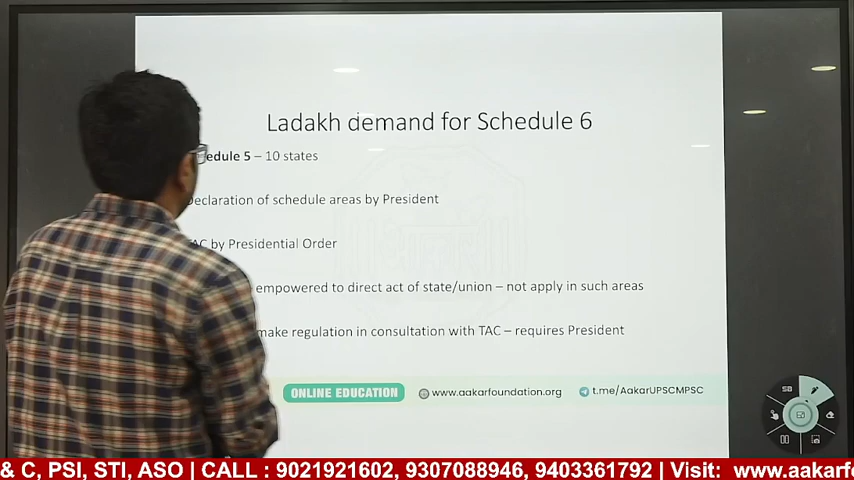 Ladakh demand for Schedule 6
edule 5 – 10 states
Declaration of schedule areas by President
TAC by Presidential Order
empowered to direct act of state/union – not apply in such areas
make regulation in consultation with TAC – requires President
ONLINE EDUCATION www.aakarfoundation.org t.me/AakarUPSCMPSC
& C, PSI, STI, ASO | CALL : 9021921602, 9307088946, 9403361792 | Visit: www.aakarfo